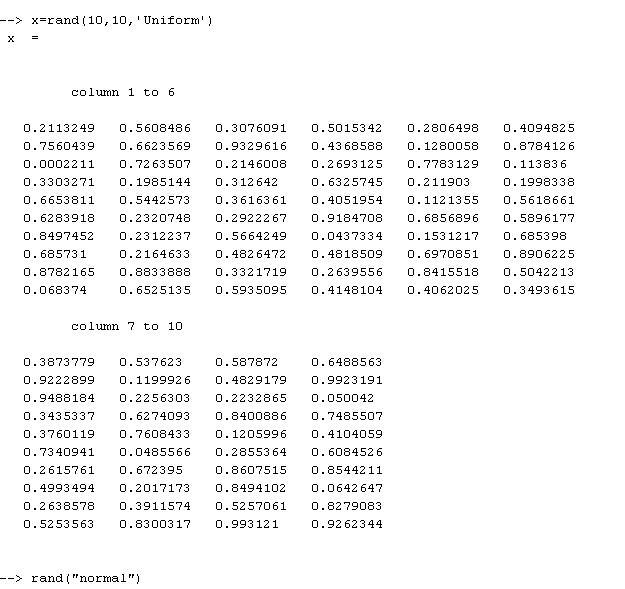 --> x=rand(10,10,'Uniform')
x =
column 1 to 6
0.2113249 0.5608486 0.3076091 0.5015342 0.2806498 0.4094825
0.7560439 0.6623569 0.9329616 0.4368588 0.1280058 0.8784126
0.0002211 0.7263507 0.2146008 0.2693125 0.7783129 0.113836
0.3303271 0.1985144 0.312642 0.6325745 0.211903 0.1998338
0.6653811 0.5442573 0.3616361 0.4051954 0.1121355 0.5618661
0.6283918 0.2320748 0.2922267 0.9184708 0.6856896 0.5896177
0.8497452 0.2312237 0.5664249 0.0437334 0.1531217 0.685398
0.685731 0.2164633 0.4826472 0.4818509 0.6970851 0.8906225
0.8782165 0.8833888 0.3321719 0.2639556 0.8415518 0.5042213
0.068374 0.6525135 0.5935095 0.4148104 0.4062025 0.3493615
column 7 to 10
0.3873779 0.537623 0.587872 0.6488563
0.9222899 0.1199926 0.4829179 0.9923191
0.9488184 0.2256303 0.2232865 0.050042
0.3435337 0.6274093 0.8400886 0.7485507
0.3760119 0.7608433 0.1205996 0.4104059
0.7340941 0.0485566 0.2855364 0.6084526
0.2615761 0.672395 0.8607515 0.8544211
0.4993494 0.2017173 0.8494102 0.0642647
0.2638578 0.3911574 0.5257061 0.8279083
0.5253563 0.8300317 0.993121 0.9262344
--> rand("normal")